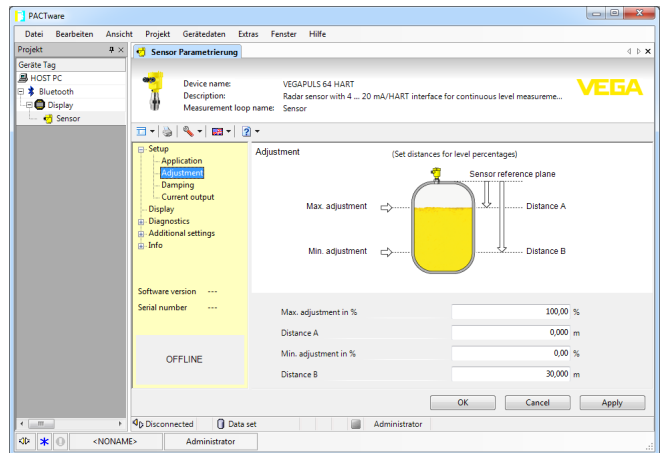 PACTware
Datei Bearbeiten Ansicht Projekt Gerätedaten Extras Fenster Hilfe
Projekt
Geräte Tag
HOST PC
Bluetooth
Display
Sensor
Sensor Parametrierung
Device name: VEGAPULS 64 HART
Description: Radar sensor with 4 ... 20 mA/HART interface for continuous level measureme...
Measurement loop name: Sensor
VEGA
Setup
Application
Adjustment
Damping
Current output
Display
Diagnostics
Additional settings
Info
Software version ---
Serial number ---
OFFLINE
Adjustment
(Set distances for level percentages)
Sensor reference plane
Max. adjustment
Distance A
Min. adjustment
Distance B
Max. adjustment in % 100,00 %
Distance A 0,000 m
Min. adjustment in % 0,00 %
Distance B 30,000 m
OK Cancel Apply
Disconnected Data set Administrator
<NONAME> Administrator